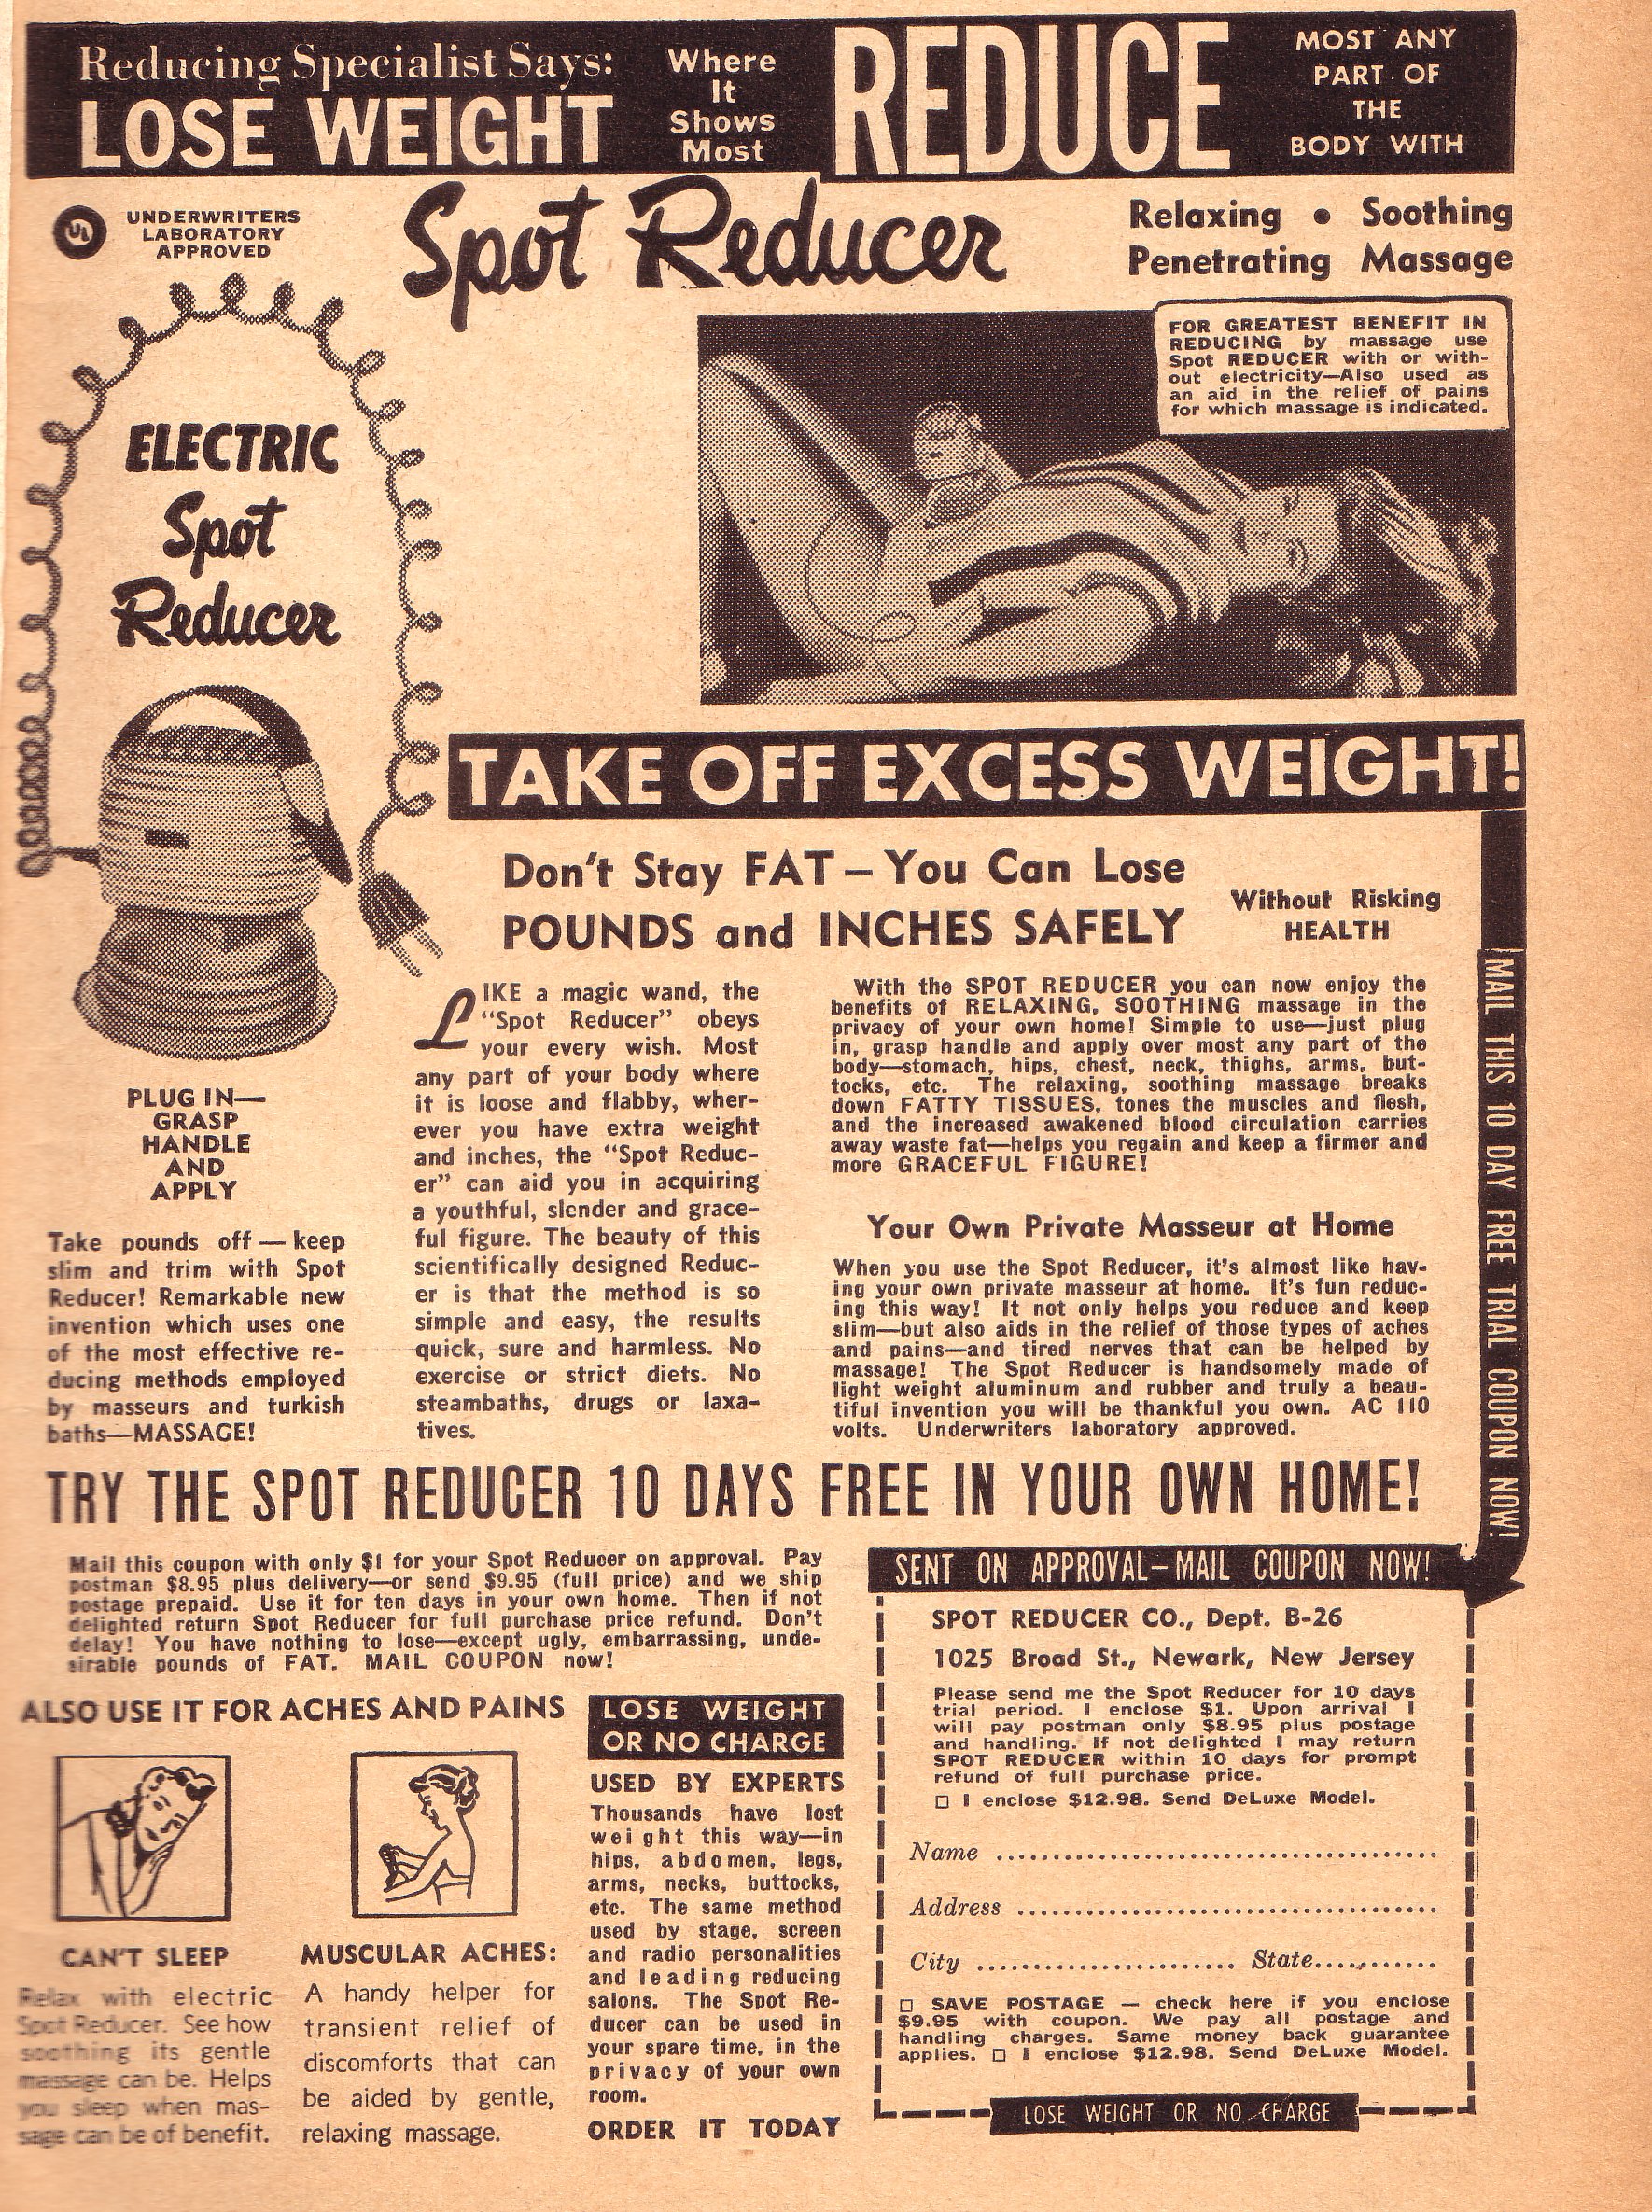 Reducing Specialist Says:
LOSE WEIGHT
Where
It
Shows
Most
REDUCE
MOST ANY
PART OF
THE
BODY WITH
UL
UNDERWRITERS
LABORATORY
APPROVED
Spot Reducer
Relaxing • Soothing
Penetrating Massage
FOR GREATEST BENEFIT IN
REDUCING by massage use
Spot REDUCER with or with-
out electricity—Also used as
an aid in the relief of pains
for which massage is indicated.
ELECTRIC
Spot
Reducer
TAKE OFF EXCESS WEIGHT!
Don't Stay FAT – You Can Lose
POUNDS and INCHES SAFELY
Without Risking
HEALTH
MAIL THIS 10 DAY FREE TRIAL COUPON NOW!
PLUG IN—
GRASP
HANDLE
AND
APPLY
Take pounds off — keep
slim and trim with Spot
Reducer! Remarkable new
invention which uses one
of the most effective re-
ducing methods employed
by masseurs and turkish
baths—MASSAGE!
LIKE a magic wand, the
"Spot Reducer" obeys
your every wish. Most
any part of your body where
it is loose and flabby, wher-
ever you have extra weight
and inches, the "Spot Reduc-
er" can aid you in acquiring
a youthful, slender and grace-
ful figure. The beauty of this
scientifically designed Reduc-
er is that the method is so
simple and easy, the results
quick, sure and harmless. No
exercise or strict diets. No
steambaths, drugs or laxa-
tives.
With the SPOT REDUCER you can now enjoy the
benefits of RELAXING, SOOTHING massage in the
privacy of your own home! Simple to use—just plug
in, grasp handle and apply over most any part of the
body—stomach, hips, chest, neck, thighs, arms, but-
tocks, etc. The relaxing, soothing massage breaks
down FATTY TISSUES, tones the muscles and flesh,
and the increased awakened blood circulation carries
away waste fat—helps you regain and keep a firmer and
more GRACEFUL FIGURE!
Your Own Private Masseur at Home
When you use the Spot Reducer, it's almost like hav-
ing your own private masseur at home. It's fun reduc-
ing this way! It not only helps you reduce and keep
slim—but also aids in the relief of those types of aches
and pains—and tired nerves that can be helped by
massage! The Spot Reducer is handsomely made of
light weight aluminum and rubber and truly a beau-
tiful invention you will be thankful you own. AC 110
volts. Underwriters laboratory approved.
TRY THE SPOT REDUCER 10 DAYS FREE IN YOUR OWN HOME!
Mail this coupon with only $1 for your Spot Reducer on approval. Pay
postman $8.95 plus delivery—or send $9.95 (full price) and we ship
postage prepaid. Use it for ten days in your own home. Then if not
delighted return Spot Reducer for full purchase price refund. Don't
delay! You have nothing to lose—except ugly, embarrassing, unde-
sirable pounds of FAT. MAIL COUPON now!
ALSO USE IT FOR ACHES AND PAINS
CAN'T SLEEP
Relax with electric
Spot Reducer. See how
soothing its gentle
massage can be. Helps
you sleep when mas-
sage can be of benefit.
MUSCULAR ACHES:
A handy helper for
transient relief of
discomforts that can
be aided by gentle,
relaxing massage.
LOSE WEIGHT
OR NO CHARGE
USED BY EXPERTS
Thousands have lost
weight this way—in
hips, abdomen, legs,
arms, necks, buttocks,
etc. The same method
used by stage, screen
and radio personalities
and leading reducing
salons. The Spot Re-
ducer can be used in
your spare time, in the
privacy of your own
room.
ORDER IT TODAY
SENT ON APPROVAL–MAIL COUPON NOW!
SPOT REDUCER CO., Dept. B-26
1025 Broad St., Newark, New Jersey
Please send me the Spot Reducer for 10 days
trial period. I enclose $1. Upon arrival I
will pay postman only $8.95 plus postage
and handling. If not delighted I may return
SPOT REDUCER within 10 days for prompt
refund of full purchase price.
□ I enclose $12.98. Send DeLuxe Model.
Name ........................................
Address ......................................
City ........................ State...........
□ SAVE POSTAGE — check here if you enclose
$9.95 with coupon. We pay all postage and
handling charges. Same money back guarantee
applies. □ I enclose $12.98. Send DeLuxe Model.
LOSE WEIGHT OR NO CHARGE